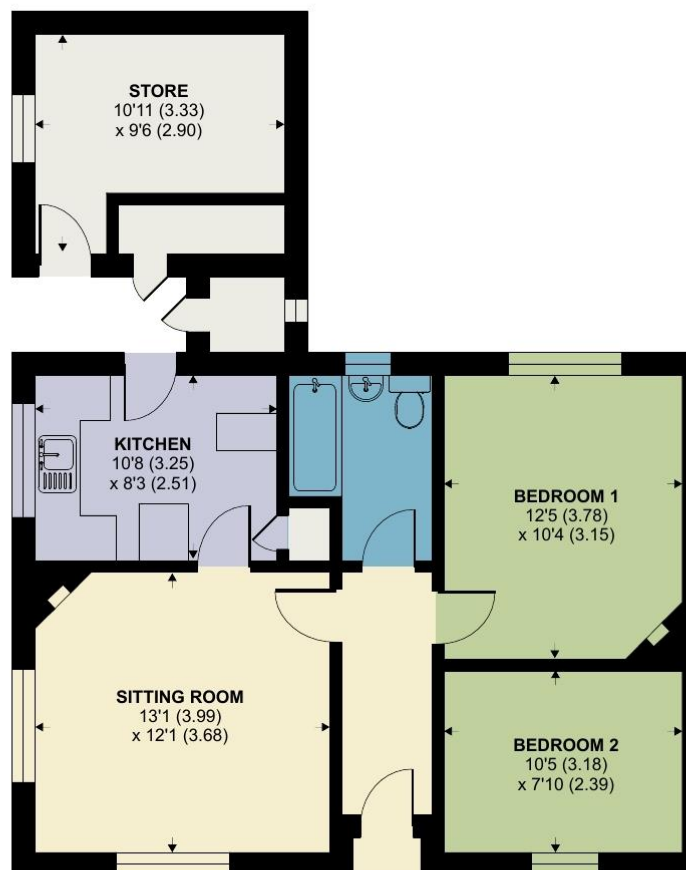 STORE
10'11 (3.33)
x 9'6 (2.90)
KITCHEN
10'8 (3.25)
x 8'3 (2.51)
BEDROOM 1
12'5 (3.78)
x 10'4 (3.15)
SITTING ROOM
13'1 (3.99)
x 12'1 (3.68)
BEDROOM 2
10'5 (3.18)
x 7'10 (2.39)